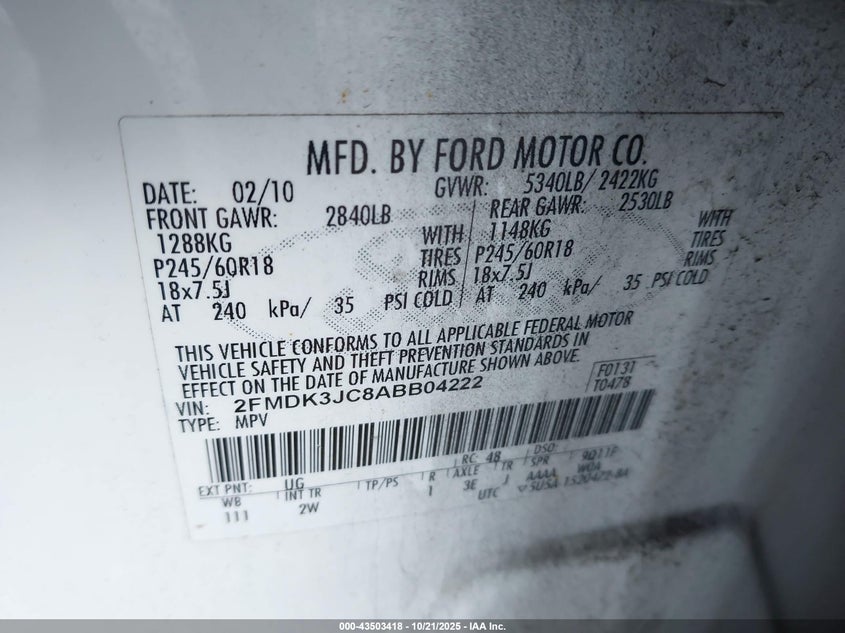 MFD. BY FORD MOTOR CO.
DATE: 02/10 GVWR: 5340LB/ 2422KG
FRONT GAWR: 2840LB REAR GAWR: 2530LB
1288KG WITH 1148KG WITH
P245/60R18 TIRES P245/60R18 TIRES
18x7.5J RIMS 18x7.5J RIMS
AT 240 kPa/ 35 PSI COLD AT 240 kPa/ 35 PSI COLD
THIS VEHICLE CONFORMS TO ALL APPLICABLE FEDERAL MOTOR
VEHICLE SAFETY AND THEFT PREVENTION STANDARDS IN
EFFECT ON THE DATE OF MANUFACTURE SHOWN ABOVE.
VIN: 2FMDK3JC8ABB04222 F0131
TYPE: MPV T0478
RC: 48 DSO:
EXT PNT: UG
WB INT TR TP/PS R AXLE TR SPR
111 2W 1 3E J AAAA
UTC
000-43503418 - 10/21/2025 - IAA Inc.